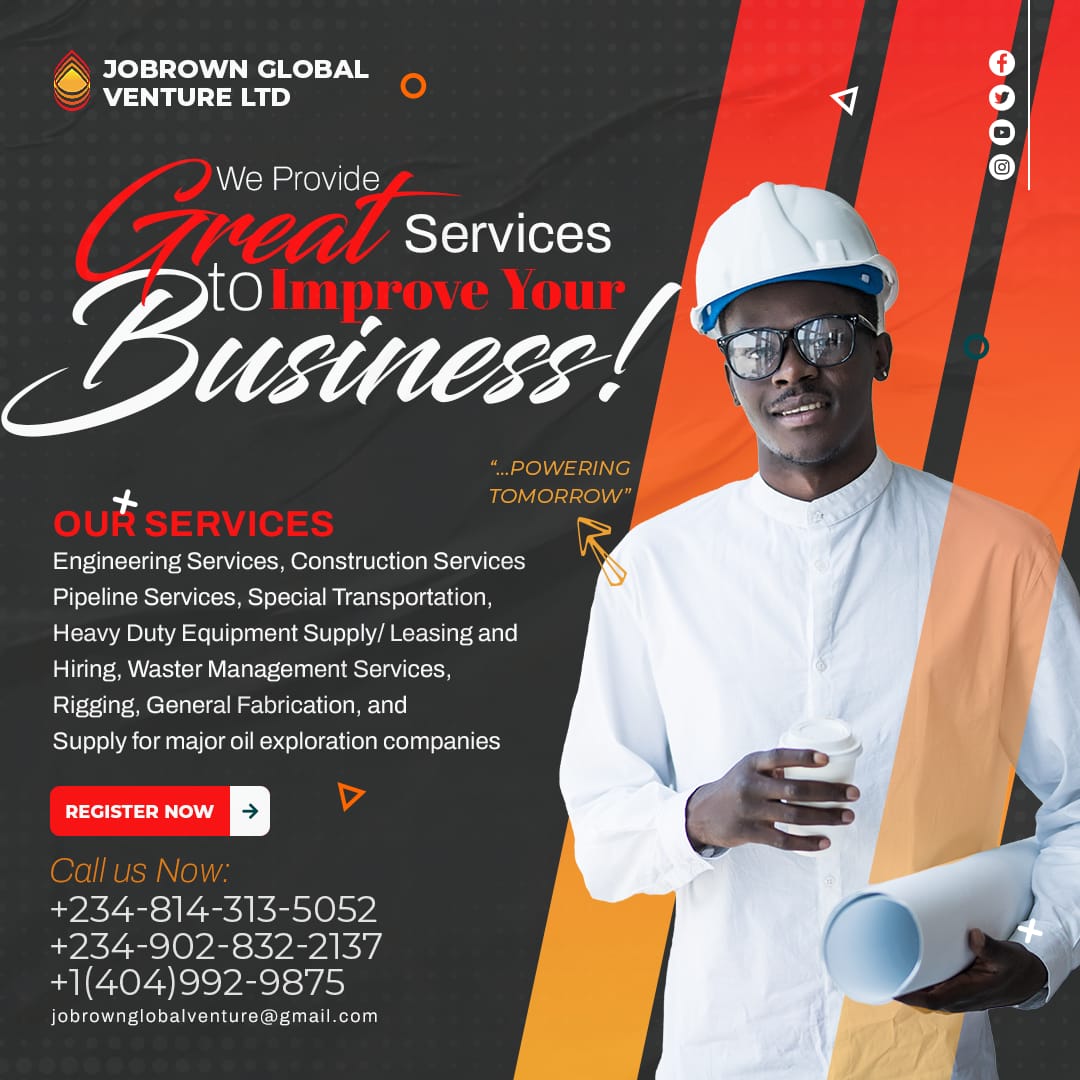 JOBROWN GLOBAL
VENTURE LTD
We Provide
Great Services
to Improve Your
Business!
“...POWERING
TOMORROW”
OUR SERVICES
Engineering Services, Construction Services
Pipeline Services, Special Transportation,
Heavy Duty Equipment Supply/ Leasing and
Hiring, Waster Management Services,
Rigging, General Fabrication, and
Supply for major oil exploration companies
REGISTER NOW
Call us Now:
+234-814-313-5052
+234-902-832-2137
+1(404)992-9875
jobrownglobalventure@gmail.com